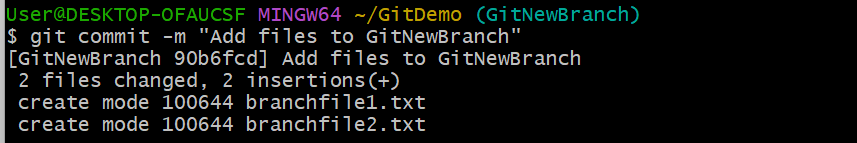 User@DESKTOP-OFAUCSF MINGW64 ~/GitDemo (GitNewBranch)
$ git commit -m "Add files to GitNewBranch"
[GitNewBranch 90b6fcd] Add files to GitNewBranch
 2 files changed, 2 insertions(+)
 create mode 100644 branchfile1.txt
 create mode 100644 branchfile2.txt